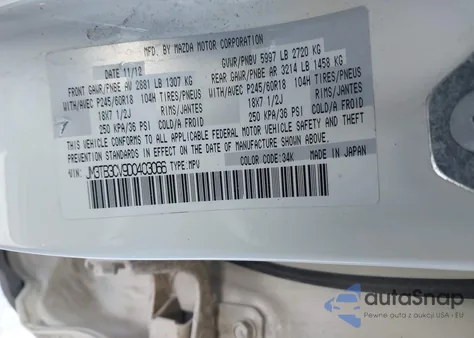 MFD. BY MAZDA MOTOR CORPORATION
DATE 11/12 GVWR/PNBV 5997 LB 2720 KG
FRONT GAWR/PNBE AV 2881 LB 1307 KG REAR GAWR/PNBE AR 3214 LB 1458 KG
WITH/AVEC P245/60R18 104H TIRES/PNEUS WITH/AVEC P245/60R18 104H TIRES/PNEUS
18X7 1/2J RIMS/JANTES 18X7 1/2J RIMS/JANTES
250 KPA/36 PSI COLD/A FROID 250 KPA/36 PSI COLD/A FROID
THIS VEHICLE CONFORMS TO ALL APPLICABLE FEDERAL MOTOR VEHICLE SAFETY AND THEFT
PREVENTION STANDARDS IN EFFECT ON THE DATE OF MANUFACTURE SHOWN ABOVE.
VIN: JM3TB3CV9D0403066 TYPE:MPV COLOR CODE:34K MADE IN JAPAN
autoSnap
Pewne auta z dopłatą z USA - EV